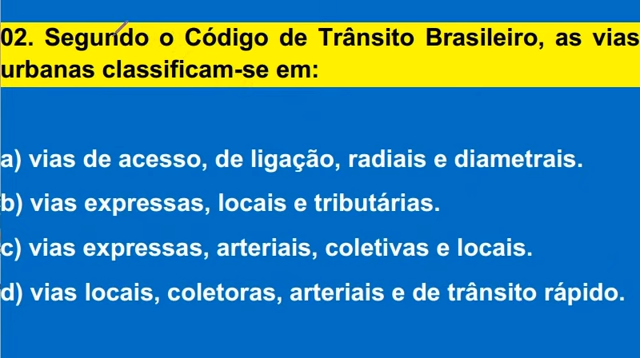 02. Segundo o Código de Trânsito Brasileiro, as vias
urbanas classificam-se em:
a) vias de acesso, de ligação, radiais e diametrais.
b) vias expressas, locais e tributárias.
c) vias expressas, arteriais, coletivas e locais.
d) vias locais, coletoras, arteriais e de trânsito rápido.